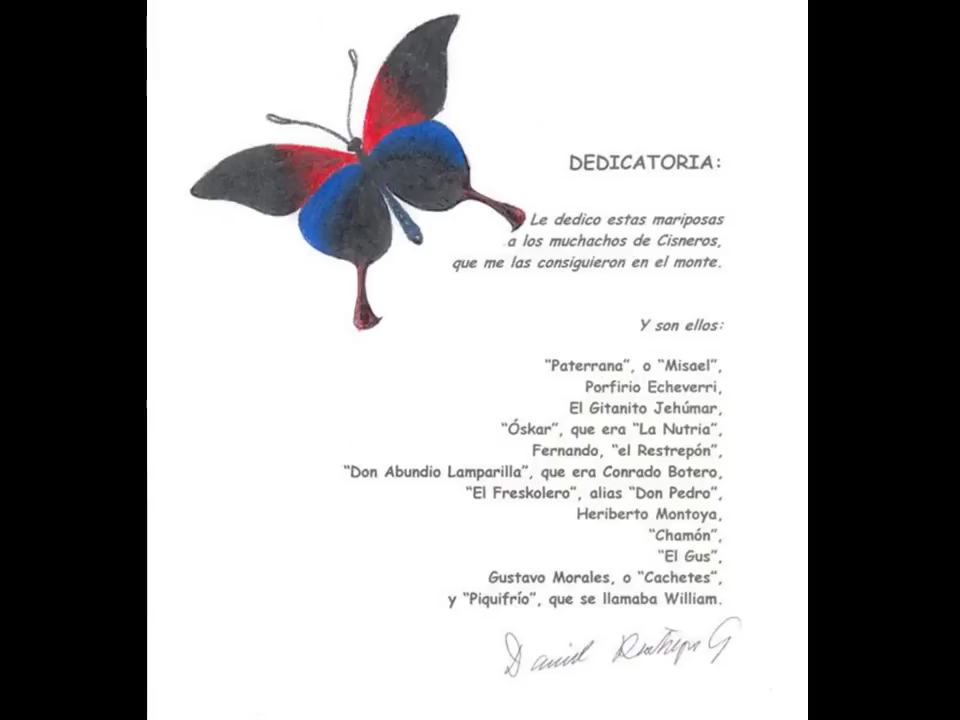 DEDICATORIA:
Le dedico estas mariposas
a los muchachos de Cisneros,
que me las consiguieron en el monte.
Y son ellos:
“Paterrana”, o “Misael”,
Porfirio Echeverri,
El Gitanito Jehúmar,
“Óskar”, que era “La Nutria”,
Fernando, “el Restrepón”,
“Don Abundio Lamparilla”, que era Conrado Botero,
“El Freskolero”, alias “Don Pedro”,
Heriberto Montoya,
“Chamón”,
“El Gus”,
Gustavo Morales, o “Cachetes”,
y “Piquifrío”, que se llamaba William.
Daniel Restrepo G